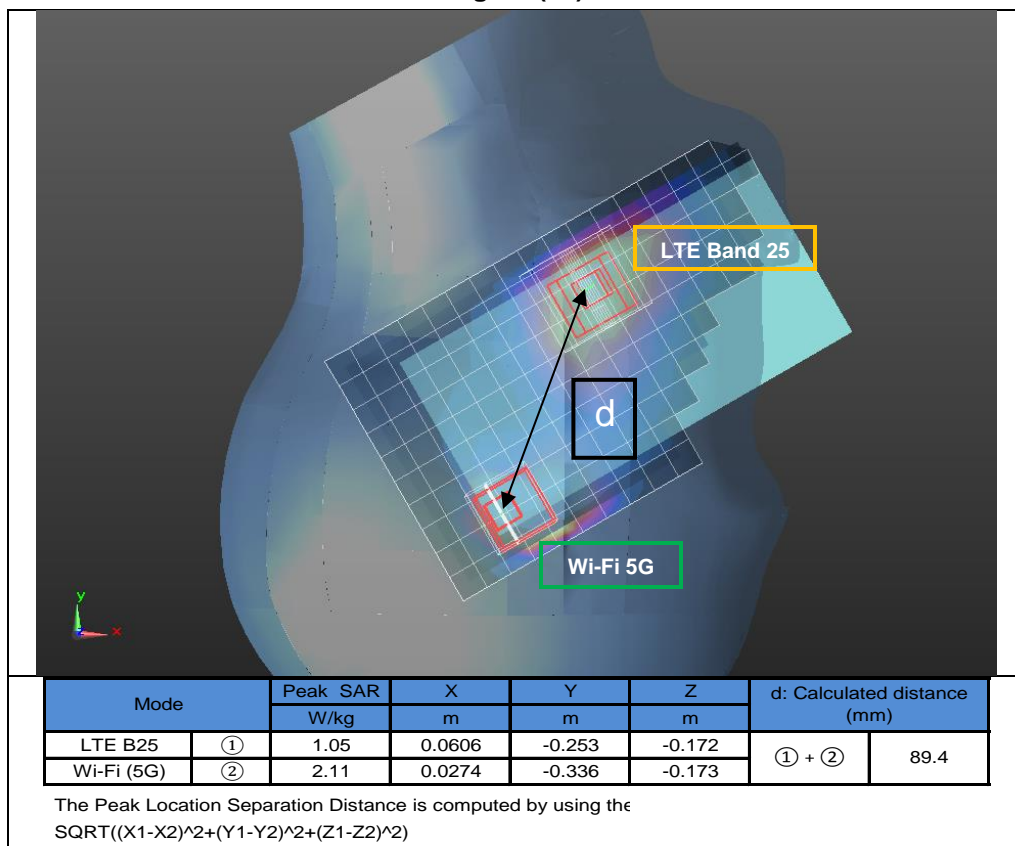 LTE Band 25
d
Wi-Fi 5G
y
x
Mode Peak SAR X Y Z d: Calculated distance (mm)
W/kg m m m
LTE B25 ① 1.05 0.0606 -0.253 -0.172 ① + ② 89.4
Wi-Fi (5G) ② 2.11 0.0274 -0.336 -0.173
The Peak Location Separation Distance is computed by using the
SQRT((X1-X2)^2+(Y1-Y2)^2+(Z1-Z2)^2)